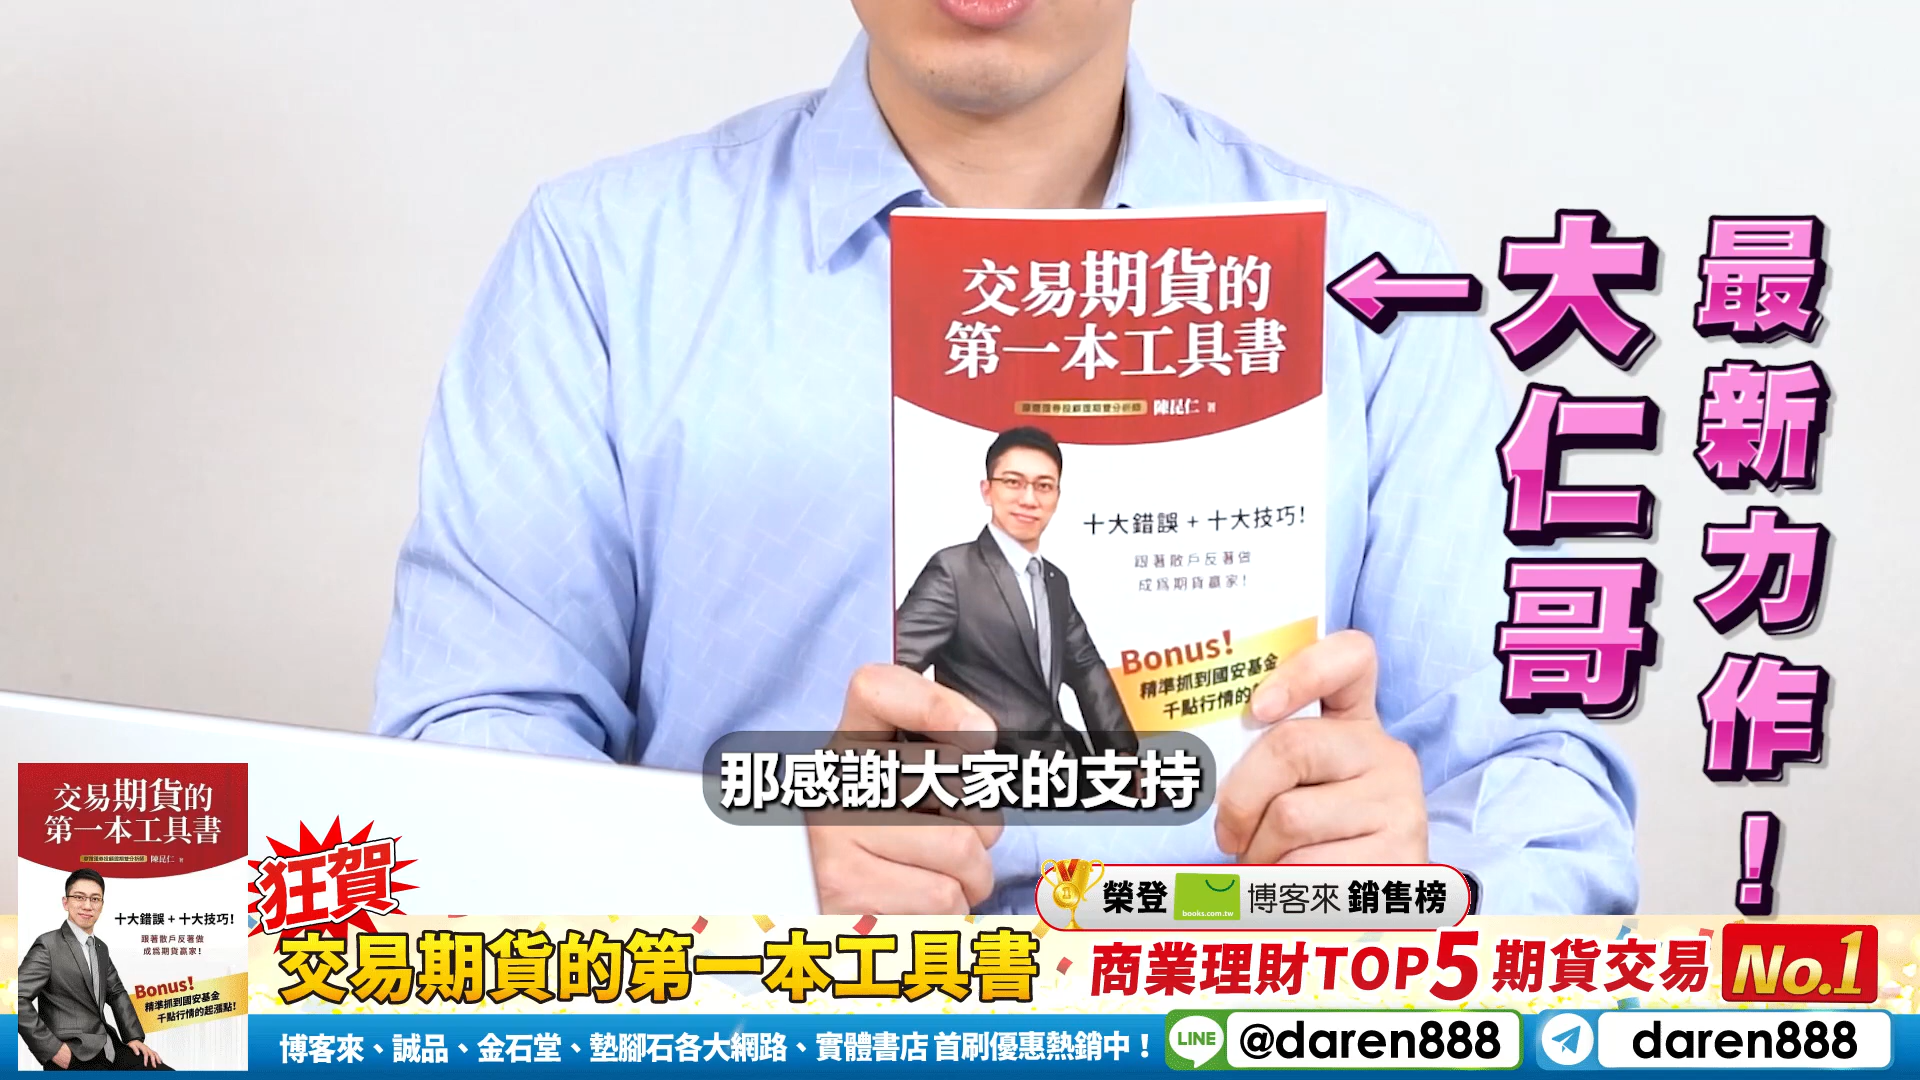 交易期貨的
第一本工具書
陳昆仁 著
十大錯誤 + 十大技巧!
跟著散戶反著做
成為期貨贏家!
Bonus!
精準抓到國安基金
千點行情的
最新力作!
←大仁哥
那感謝大家的支持
交易期貨的
第一本工具書
陳昆仁 著
十大錯誤 + 十大技巧!
跟著散戶反著做
成為期貨贏家!
Bonus!
精準抓到國安基金
千點行情的起漲點!
狂賀
榮登 books.com.tw 博客來 銷售榜
交易期貨的第一本工具書
商業理財TOP5 期貨交易 No.1
博客來、誠品、金石堂、墊腳石各大網路、實體書店 首刷優惠熱銷中!
LINE @daren888
daren888